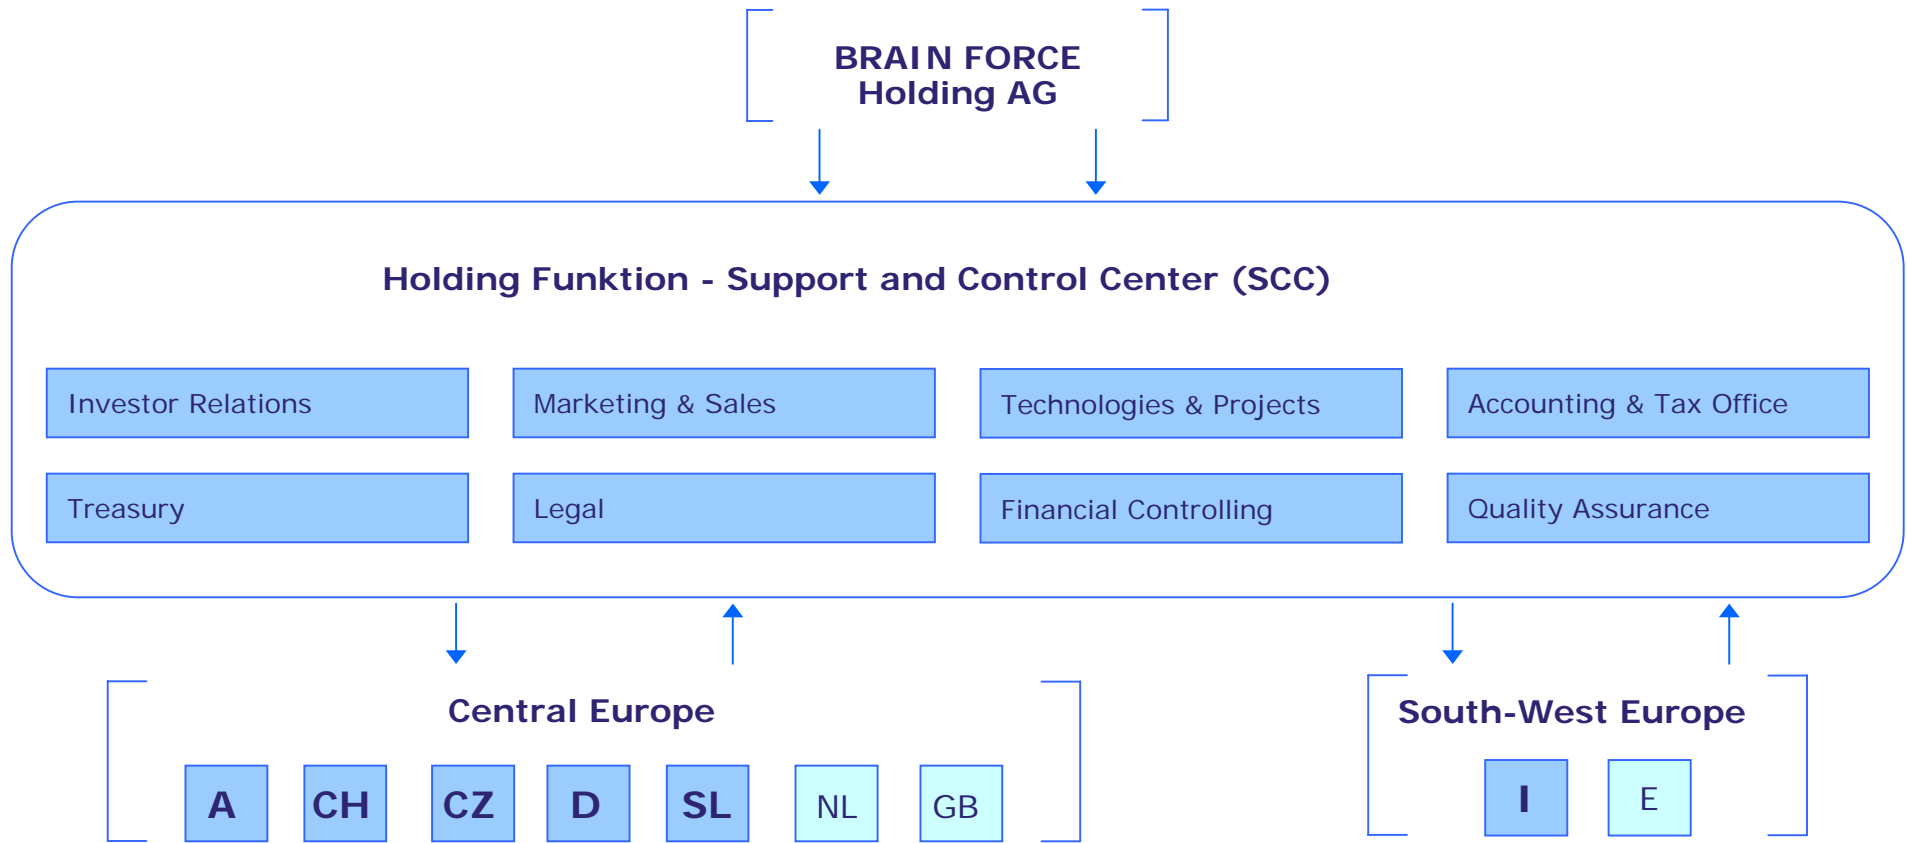 BRAIN FORCE
Holding AG
Holding Funktion - Support and Control Center (SCC)
Investor Relations
Marketing & Sales
Technologies & Projects
Accounting & Tax Office
Treasury
Legal
Financial Controlling
Quality Assurance
Central Europe
A
CH
CZ
D
SL
NL
GB
South-West Europe
I
E